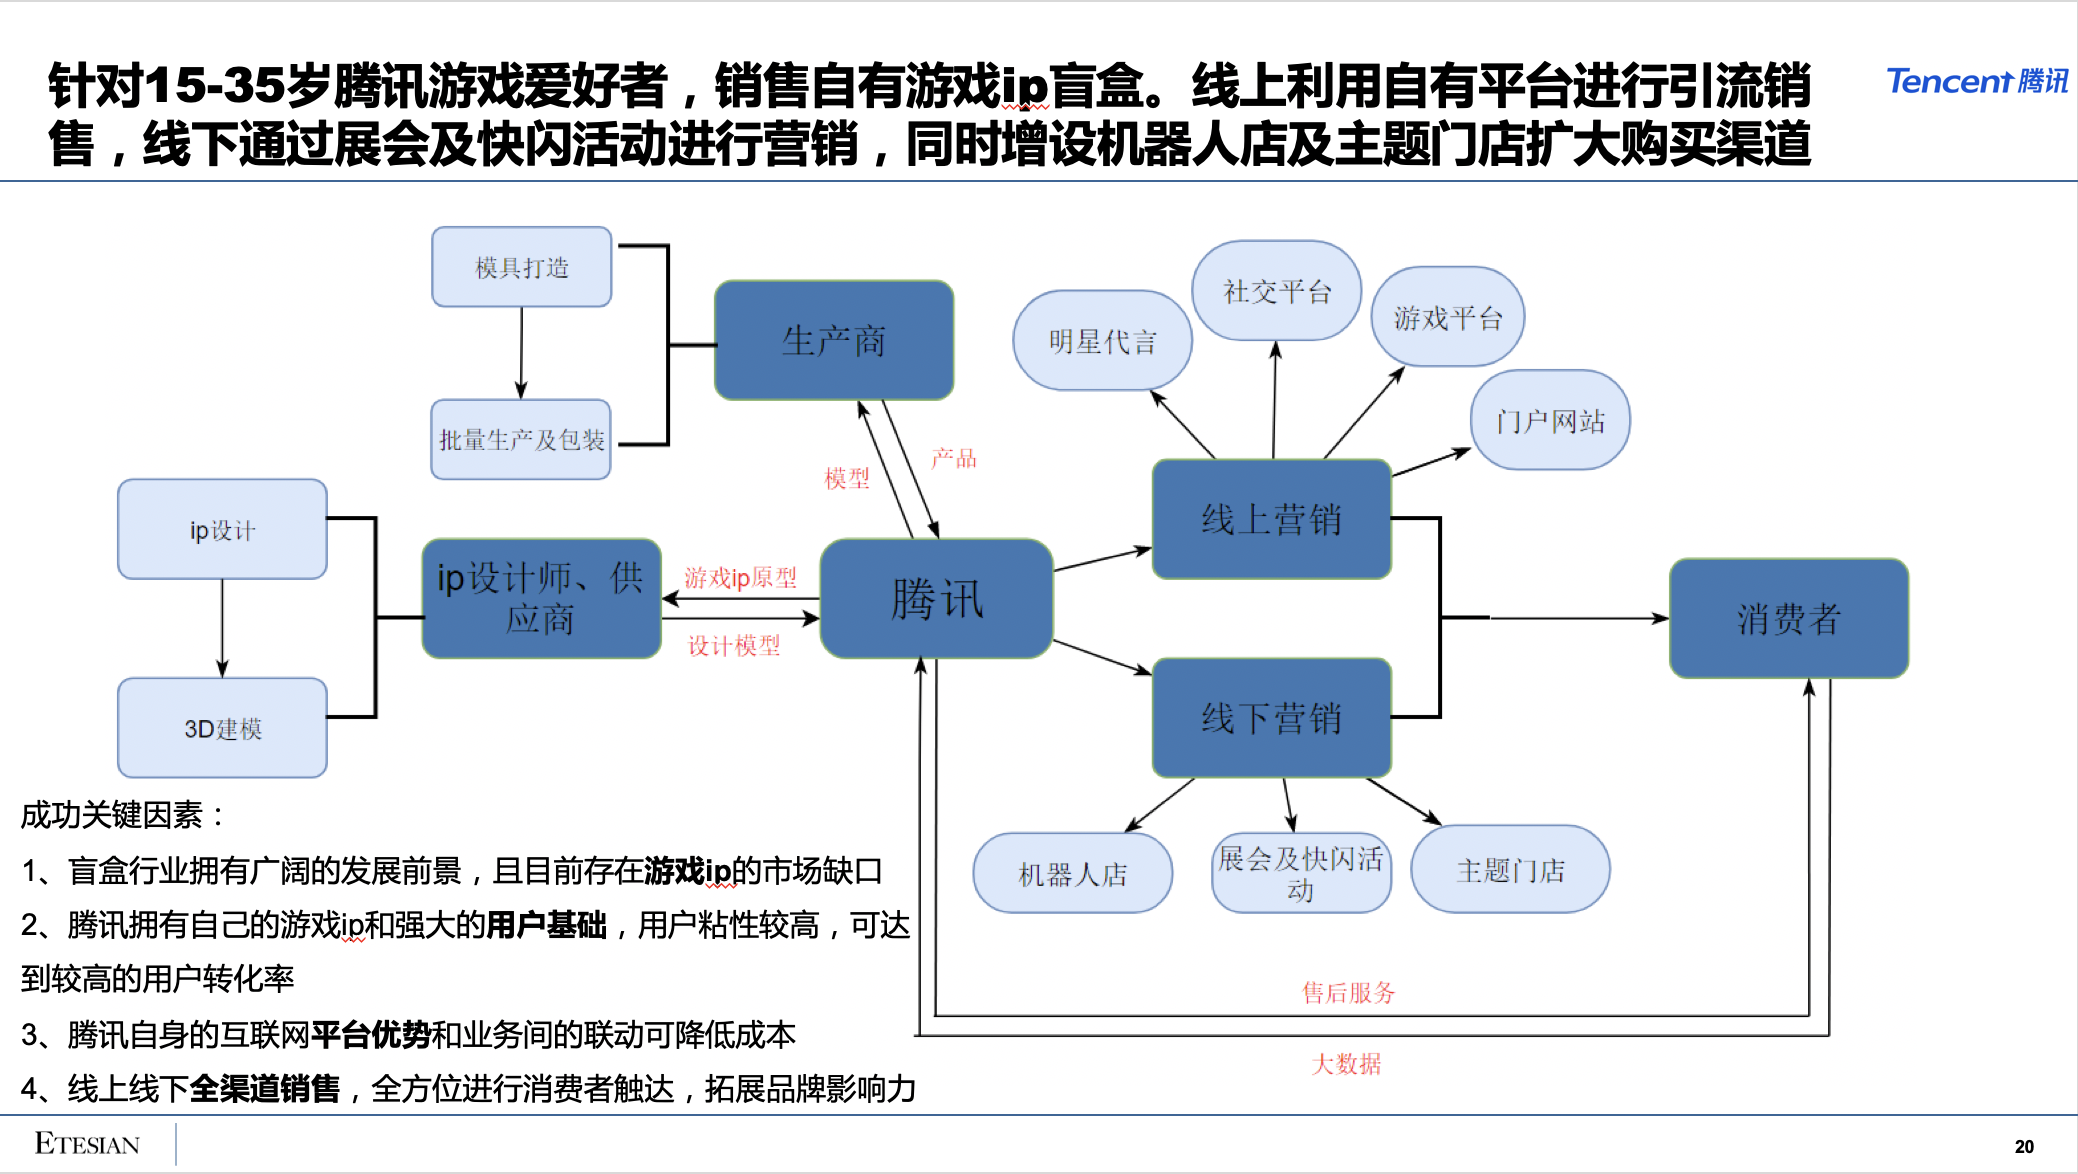 针对15-35岁腾讯游戏爱好者，销售自有游戏ip盲盒。线上利用自有平台进行引流销
售，线下通过展会及快闪活动进行营销，同时增设机器人店及主题门店扩大购买渠道
Tencent腾讯
模具打造
批量生产及包装
生产商
明星代言
社交平台
游戏平台
门户网站
模型
产品
ip设计
3D建模
ip设计师、供
应商
游戏ip原型
设计模型
腾讯
线上营销
线下营销
消费者
机器人店
展会及快闪活
动
主题门店
售后服务
大数据
成功关键因素：
1、盲盒行业拥有广阔的发展前景，且目前存在游戏ip的市场缺口
2、腾讯拥有自己的游戏ip和强大的用户基础，用户粘性较高，可达
到较高的用户转化率
3、腾讯自身的互联网平台优势和业务间的联动可降低成本
4、线上线下全渠道销售，全方位进行消费者触达，拓展品牌影响力
ETESIAN
20